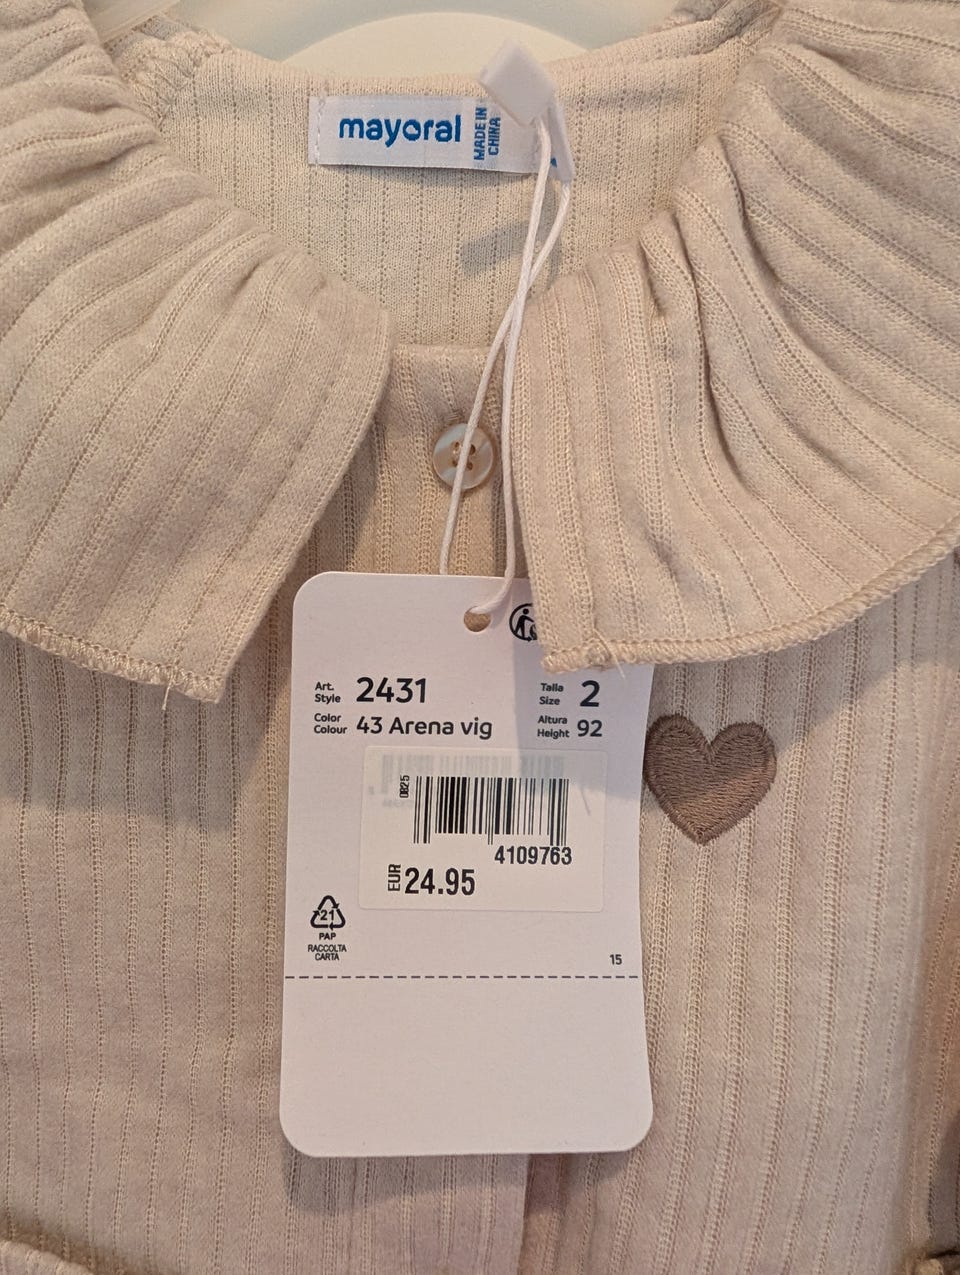 mayoral
MADE IN
CHINA
Art.
Style
2431
Talla
Size
2
Color
Colour
43 Arena vig
Altura
Height
92
0825
4109763
EUR
24.95
21
PAP
RACCOLTA
CARTA
15